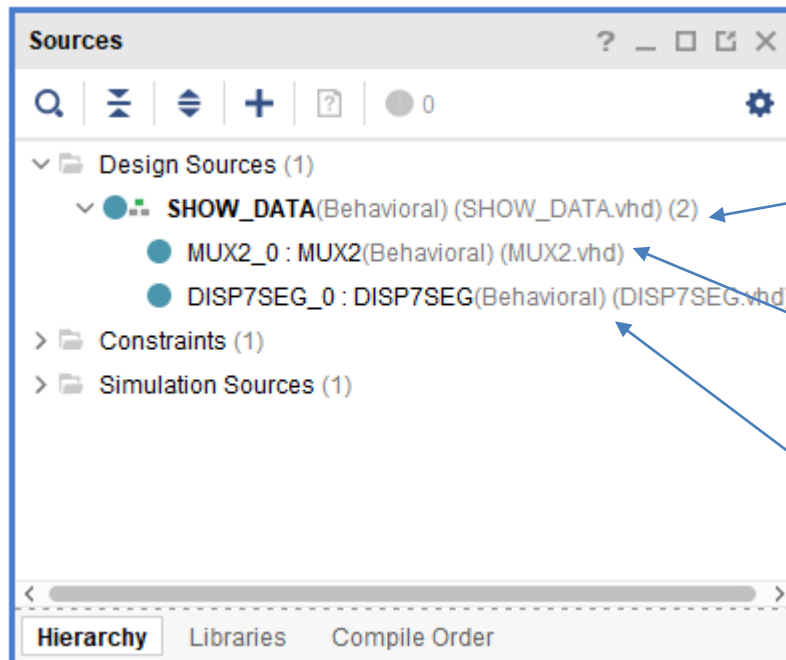 Sources
0
Design Sources (1)
SHOW_DATA(Behavioral) (SHOW_DATA.vhd) (2)
MUX2_0 : MUX2(Behavioral) (MUX2.vhd)
DISP7SEG_0 : DISP7SEG(Behavioral) (DISP7SEG.vhd
Constraints (1)
Simulation Sources (1)
Hierarchy Libraries Compile Order